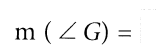 m ( ∠ G) =